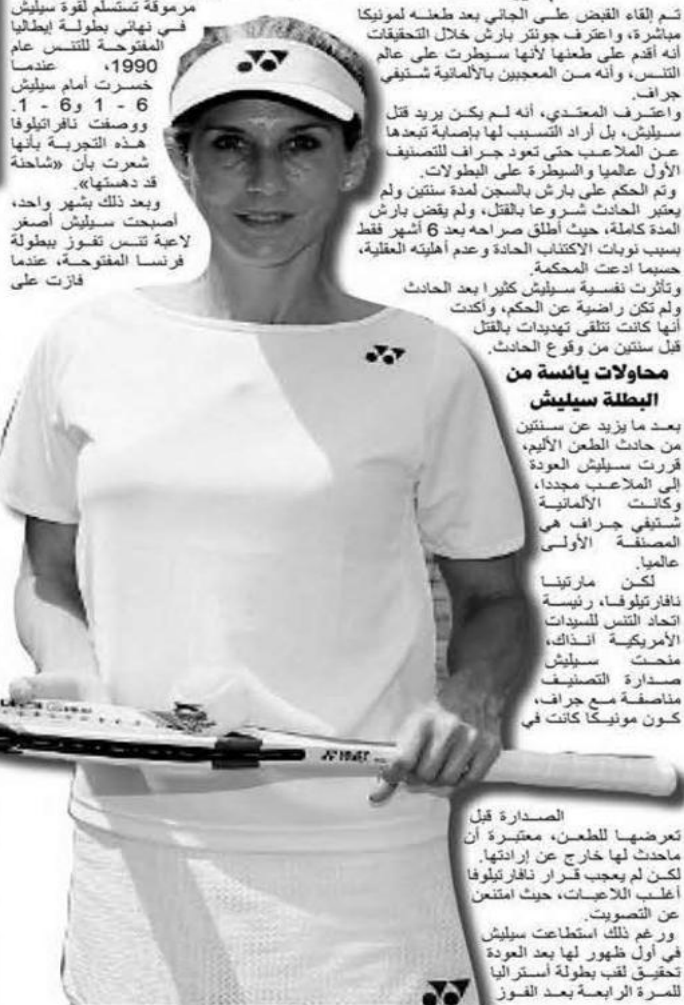 تم إلقاء القبض على الجاني بعد طعنه لمونيكا
مباشرة، واعترف جونتر بارش خلال التحقيقات
أنه أقدم على طعنها لأنها سيطرت على عالم
التنس، وأنه من المعجبين بالألمانية شتيفي
جراف.
واعترف المعتدي، أنه لم يكن يريد قتل
سيليش، بل أراد التسبب لها بإصابة تبعدها
عن الملاعب حتى تعود جراف للتصنيف
الأول عالميا والسيطرة على البطولات.
وتم الحكم على بارش بالسجن لمدة سنتين ولم
يعتبر الحادث شروعا بالقتل، ولم يقض بارش
المدة كاملة، حيث أطلق صراحه بعد 6 أشهر فقط
بسبب نوبات الاكتئاب الحادة وعدم أهليته العقلية،
حسبما ادعت المحكمة.
وتأثرت نفسية سيليش كثيرا بعد الحادث
ولم تكن راضية عن الحكم، وأكدت
أنها كانت تتلقى تهديدات بالقتل
قبل سنتين من وقوع الحادث.
محاولات يائسة من
البطلة سيليش
بعد ما يزيد عن سنتين
من حادث الطعن الأليم،
قررت سيليش العودة
إلى الملاعب مجددا،
وكانت الألمانية
شتيفي جراف هي
المصنفة الأولى
عالميا.
لكن مارتينا
نافارتيلوفا، رئيسة
اتحاد التنس للسيدات
الأمريكية آنذاك،
منحت سيليش
صدارة التصنيف
مناصفة مع جراف،
كون مونيكا كانت في
الصدارة قبل
تعرضها للطعن، معتبرة أن
ماحدث لها خارج عن إرادتها.
لكن لم يعجب قرار نافارتيلوفا
أغلب اللاعبات، حيث امتنعن
عن التصويت.
ورغم ذلك استطاعت سيليش
في أول ظهور لها بعد العودة
تحقيق لقب بطولة أستراليا
للمرة الرابعة بعد الفوز
مرموقة تستسلم لقوة سيليش
في نهائي بطولة إيطاليا
المفتوحة للتنس عام
1990، عندما
خسرت أمام سيليش
6 - 1 و6 - 1.
ووصفت نافراتيلوفا
هذه التجربة بأنها
شعرت بأن «شاحنة
قد دهستها».
وبعد ذلك بشهر واحد،
أصبحت سيليش أصغر
لاعبة تنس تفوز ببطولة
فرنسا المفتوحة، عندما
فازت على
YONEX